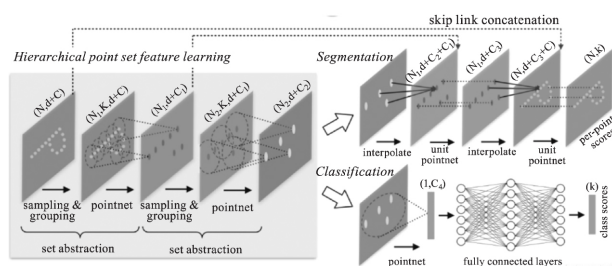 skip link concatenation
Hierarchical point set feature learning
Segmentation
(N,d+C)
(N₁,K,d+C)
(N₁,d+C₁)
(N₂,K,d+C₁)
(N₂,d+C₂)
(N₁,d+C₂+C₁)
(N₁,d+C₃)
(N,d+C₃+C)
(N,k)
interpolate
unit
pointnet
interpolate
unit
pointnet
per-point
scores
sampling &
grouping
pointnet
sampling &
grouping
pointnet
set abstraction
set abstraction
Classification
(1,C₄)
(k)
class scores
pointnet
fully connected layers